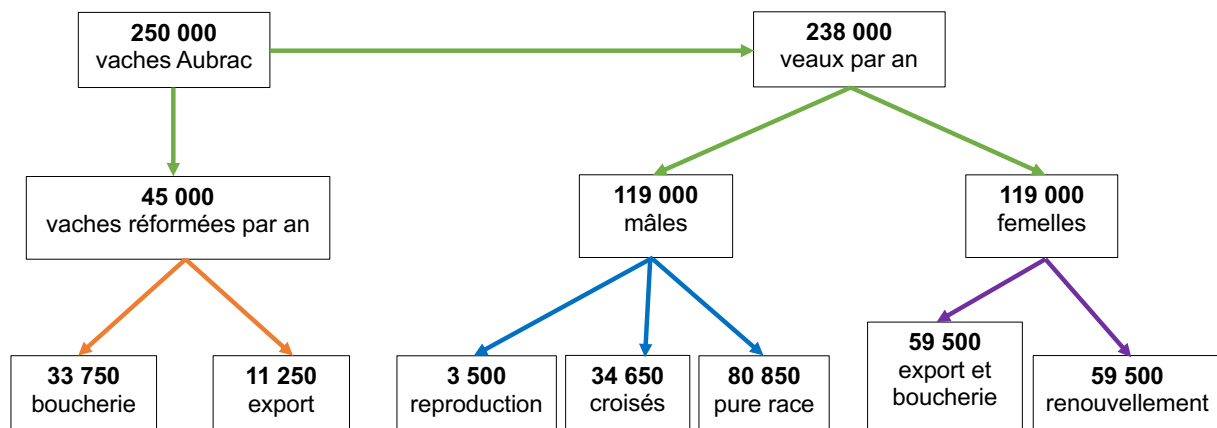 250 000
vaches Aubrac
238 000
veaux par an
45 000
vaches réformées par an
119 000
mâles
119 000
femelles
33 750
boucherie
11 250
export
3 500
reproduction
34 650
croisés
80 850
pure race
59 500
export et
boucherie
59 500
renouvellement